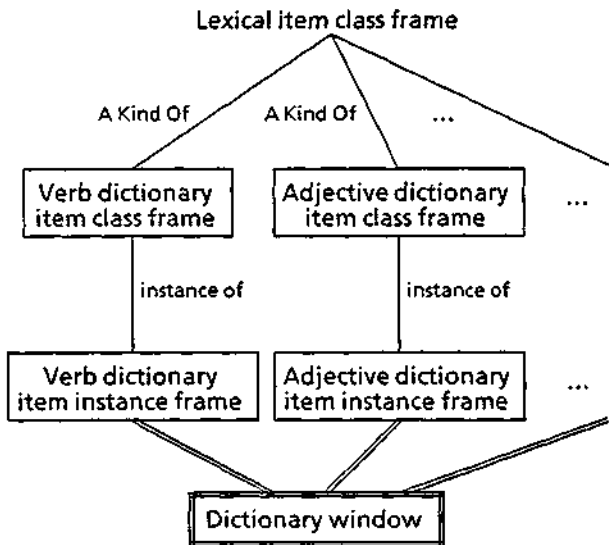 Lexical item class frame
A Kind Of
A Kind Of
...
Verb dictionary
item class frame
Adjective dictionary
item class frame
...
instance of
instance of
Verb dictionary
item instance frame
Adjective dictionary
item instance frame
...
Dictionary window